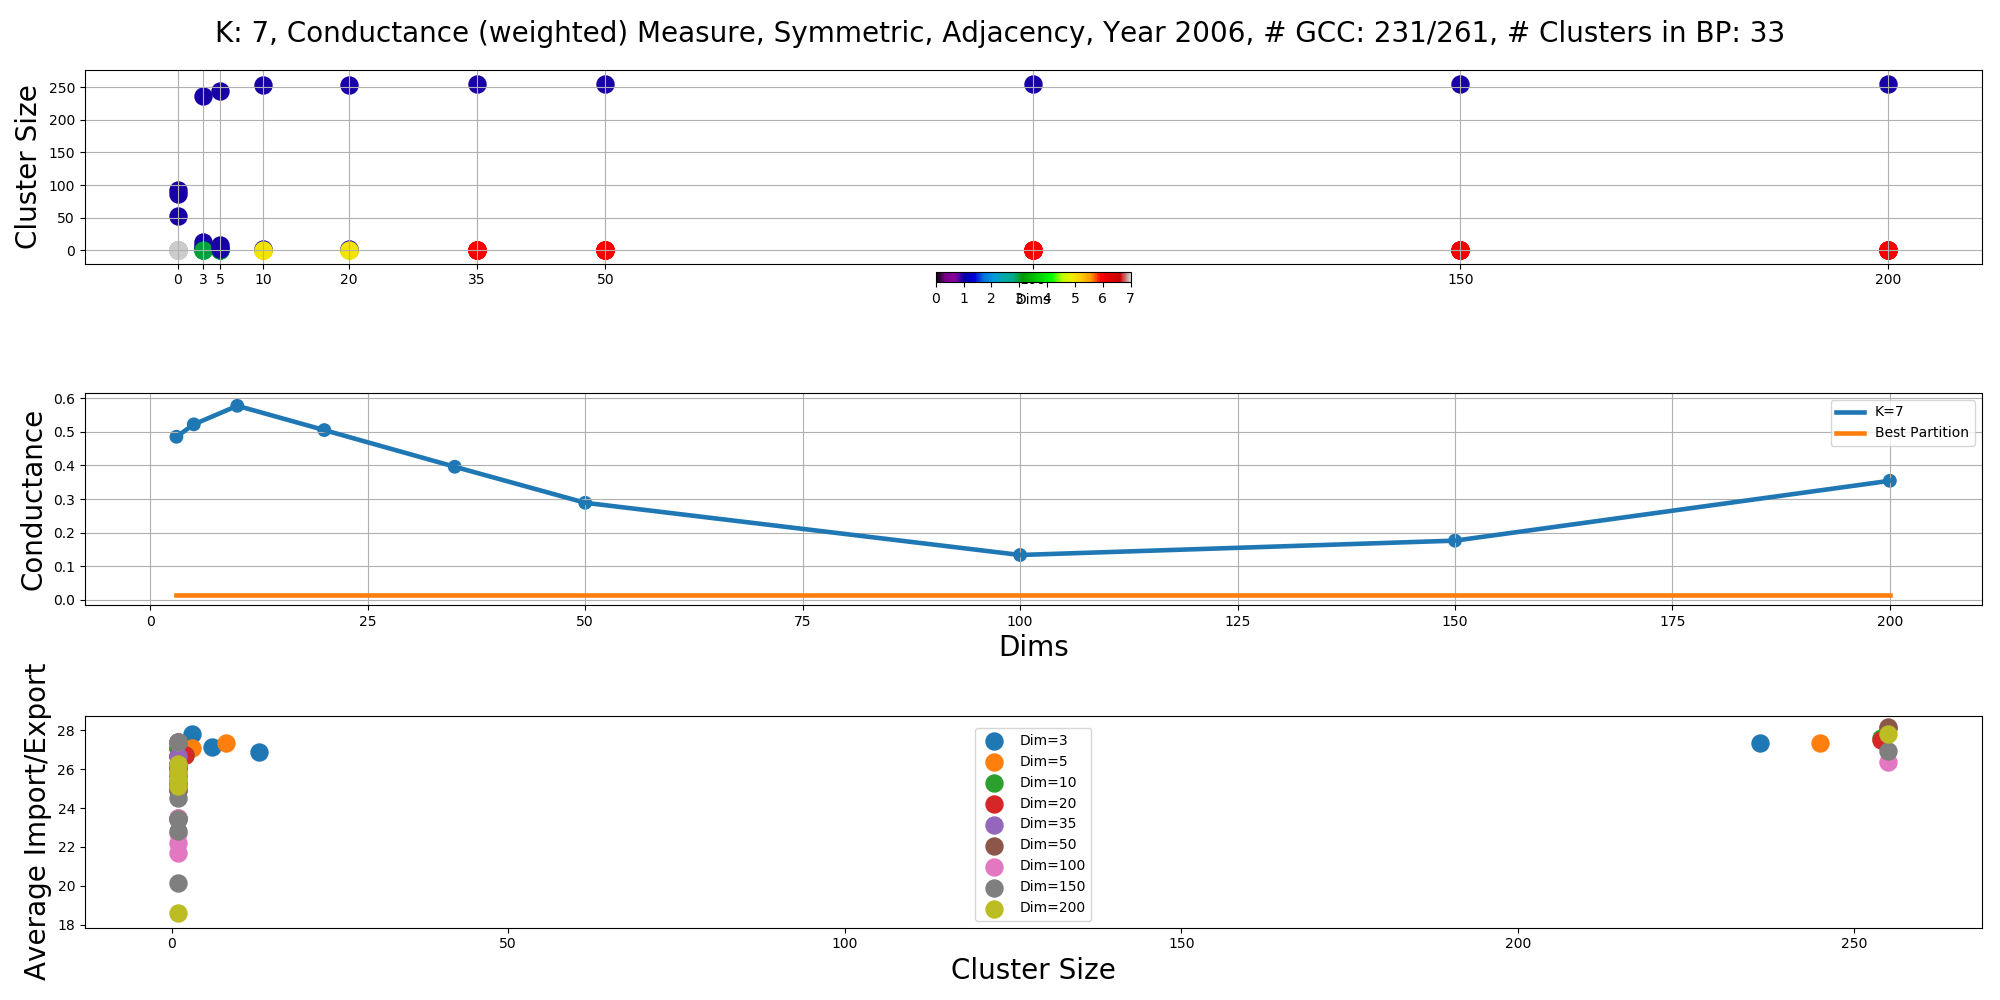 K: 7, Conductance (weighted) Measure, Symmetric, Adjacency, Year 2006, # GCC: 231/261, # Clusters in BP: 33
Cluster Size
250
200
150
100
50
0
0 3 5 10 20 35 50 150 200
0 1 2 3 4 5 6 7
Dims
Conductance
0.6
0.5
0.4
0.3
0.2
0.1
0.0
K=7
Best Partition
0 25 50 75 100 125 150 175 200
Dims
Average Import/Export
28
26
24
22
20
18
Dim=3
Dim=5
Dim=10
Dim=20
Dim=35
Dim=50
Dim=100
Dim=150
Dim=200
0 50 100 150 200 250
Cluster Size